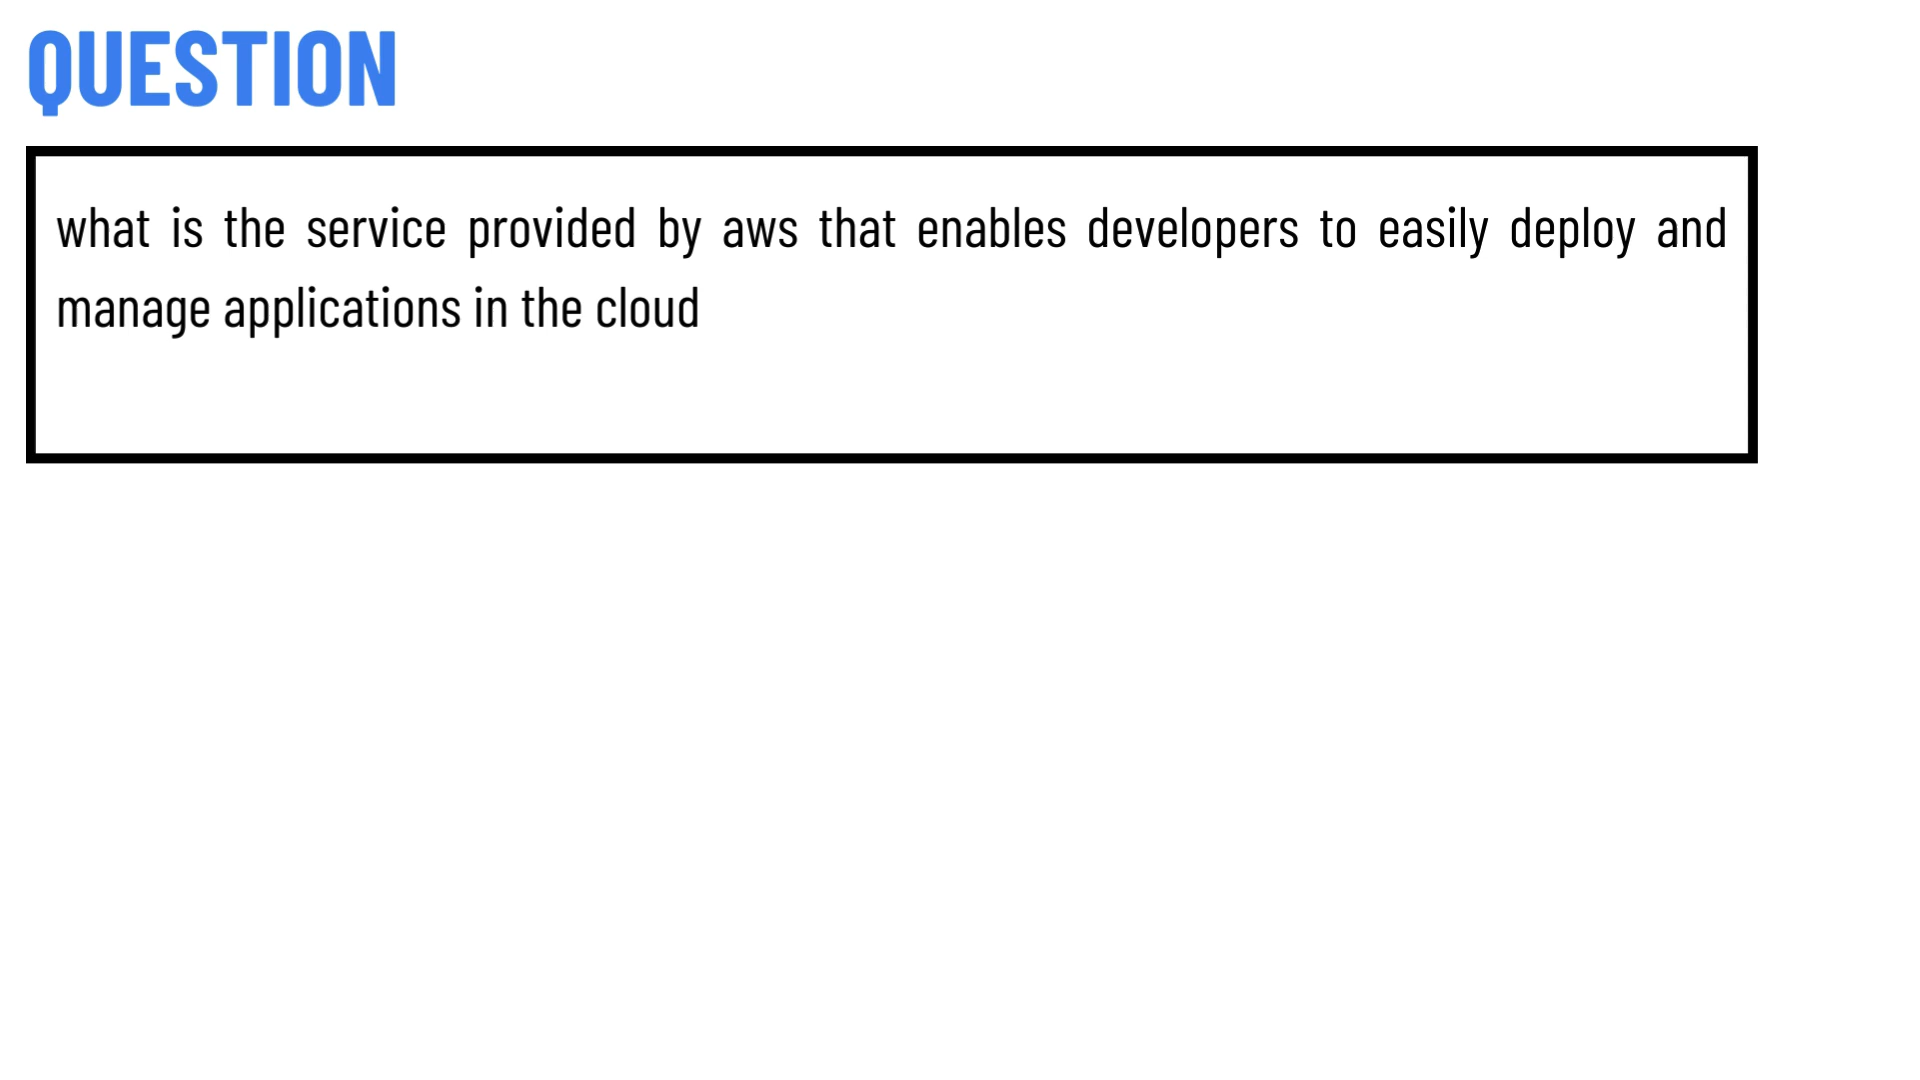 QUESTION
what is the service provided by aws that enables developers to easily deploy and
manage applications in the cloud